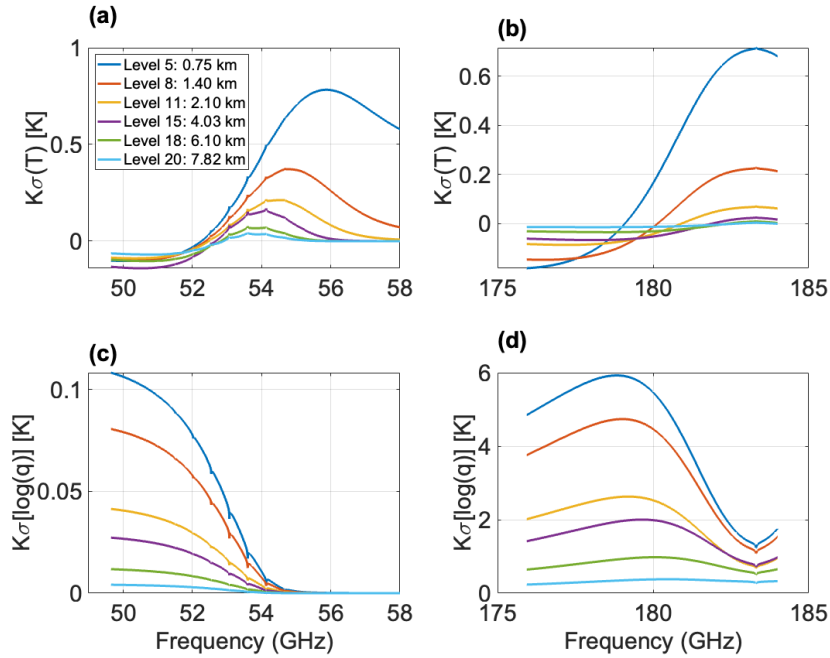 (a)
(b)
1
0.5
0
Kσ(T) [K]
Level 5: 0.75 km
Level 8: 1.40 km
Level 11: 2.10 km
Level 15: 4.03 km
Level 18: 6.10 km
Level 20: 7.82 km
50 52 54 56 58
0.6
0.4
0.2
0
Kσ(T) [K]
175 180 185
(c)
(d)
0.1
0.05
0
Kσ[log(q)] [K]
50 52 54 56 58
Frequency (GHz)
6
4
2
0
Kσ[log(q)] [K]
175 180 185
Frequency (GHz)